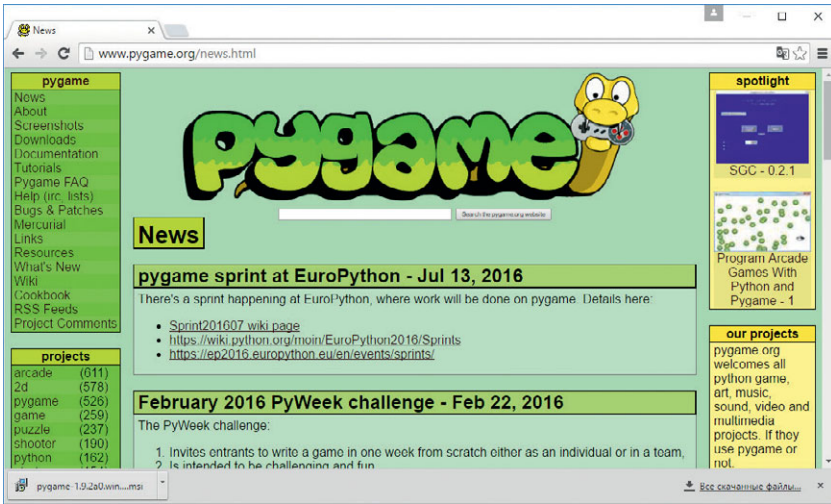 News
www.pygame.org/news.html
pygame
News
About
Screenshots
Downloads
Documentation
Tutorials
Pygame FAQ
Help (irc, lists)
Bugs & Patches
Mercurial
Links
Resources
What's New
Wiki
Cookbook
RSS Feeds
Project Comments
projects
arcade (611)
2d (578)
pygame (526)
game (259)
puzzle (237)
shooter (190)
python (162)
pygame
Search the pygame.org website
News
pygame sprint at EuroPython - Jul 13, 2016
There's a sprint happening at EuroPython, where work will be done on pygame. Details here:
• Sprint201607 wiki page
• https://wiki.python.org/moin/EuroPython2016/Sprints
• https://ep2016.europython.eu/en/events/sprints/
February 2016 PyWeek challenge - Feb 22, 2016
The PyWeek challenge:
1. Invites entrants to write a game in one week from scratch either as an individual or in a team,
2. Is intended to be challenging and fun
spotlight
SGC - 0.2.1
Program Arcade
Games With
Python and
Pygame - 1
our projects
pygame org
welcomes all
python game,
art, music,
sound, video and
multimedia
projects. If they
use pygame or
not.
pygame-1.9.2a0.win....msi
Все скачанные файлы...